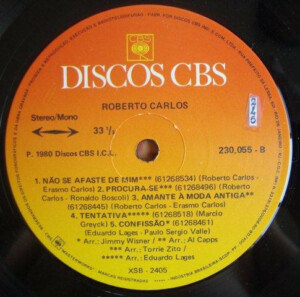 CBS
DISCOS CBS
ROBERTO CARLOS
Stereo/Mono
33 1/3
P. 1980 Discos CBS I.C.L.
230,055 - B
1. NÃO SE AFASTE DE MIM*** (61268534) (Roberto Carlos -
Erasmo Carlos) 2. PROCURA-SE*** (61268496) (Roberto
Carlos - Ronaldo Boscoli) 3. AMANTE À MODA ANTIGA**
(61268445) (Roberto Carlos - Erasmo Carlos)
4. TENTATIVA***** (61268518) (Marcio
Greyck) 5. CONFISSÃO* (61268461)
(Eduardo Lages - Paulo Sergio Valle)
* Arr.: Jimmy Wisner / ** Arr.: Al Capps
*** Arr.: Torrie Zito /
***** Arr.: Eduardo Lages
XSB - 2405